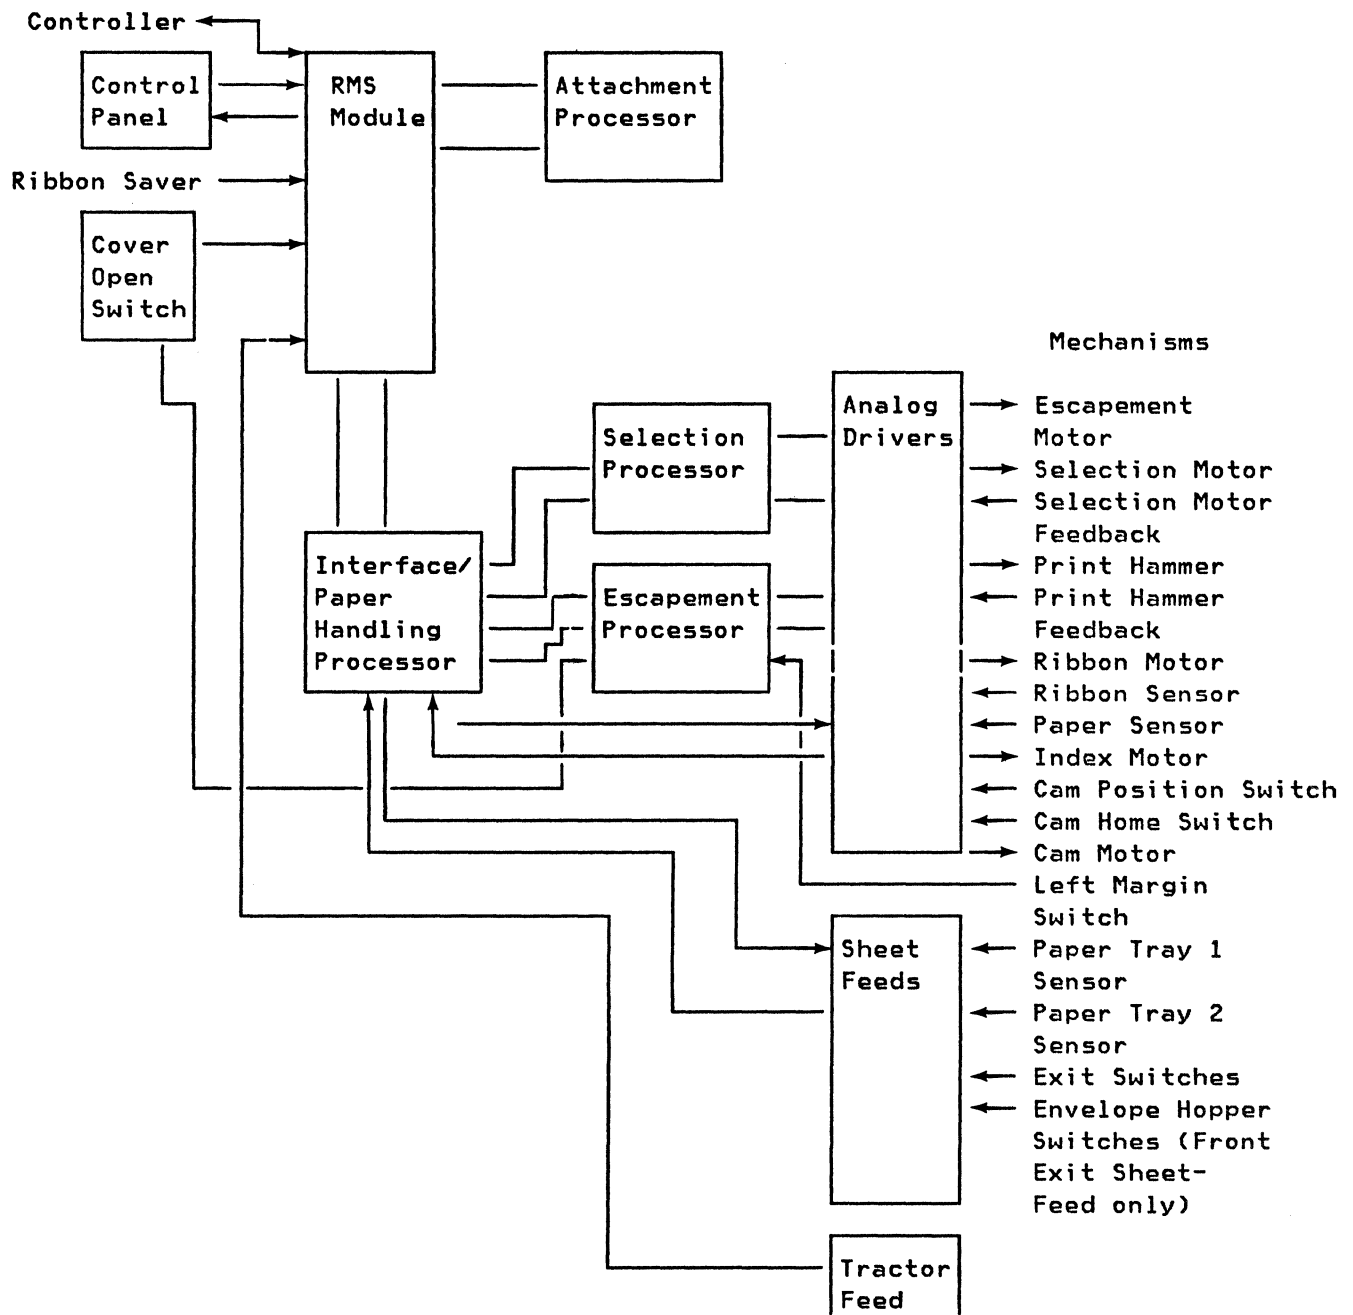 Controller
Control
Panel
RMS
Module
Attachment
Processor
Ribbon Saver
Cover
Open
Switch
Mechanisms
Analog
Drivers
Selection
Processor
Interface/
Paper
Handling
Processor
Escapement
Processor
Escapement
Motor
Selection Motor
Selection Motor
Feedback
Print Hammer
Print Hammer
Feedback
Ribbon Motor
Ribbon Sensor
Paper Sensor
Index Motor
Cam Position Switch
Cam Home Switch
Cam Motor
Left Margin
Switch
Sheet
Feeds
Paper Tray 1
Sensor
Paper Tray 2
Sensor
Exit Switches
Envelope Hopper
Switches (Front
Exit Sheet-
Feed only)
Tractor
Feed